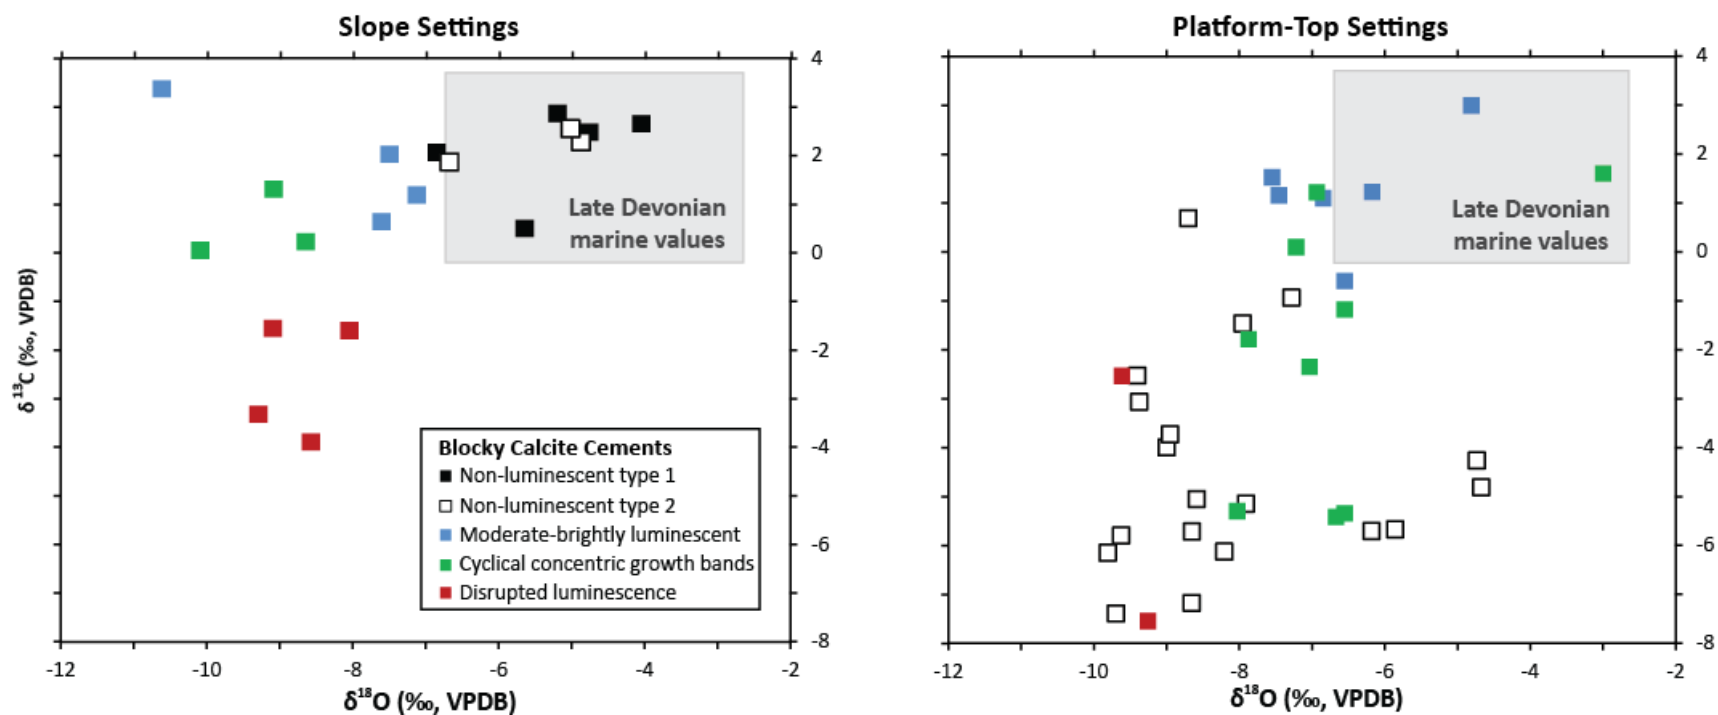 Slope Settings
4
2
0
-2
-4
-6
-8
-12
-10
-8
-6
-4
-2
δ¹³C (‰, VPDB)
δ¹⁸O (‰, VPDB)
Late Devonian
marine values
Blocky Calcite Cements
Non-luminescent type 1
Non-luminescent type 2
Moderate-brightly luminescent
Cyclical concentric growth bands
Disrupted luminescence
Platform-Top Settings
4
2
0
-2
-4
-6
-8
-12
-10
-8
-6
-4
-2
δ¹⁸O (‰, VPDB)
Late Devonian
marine values